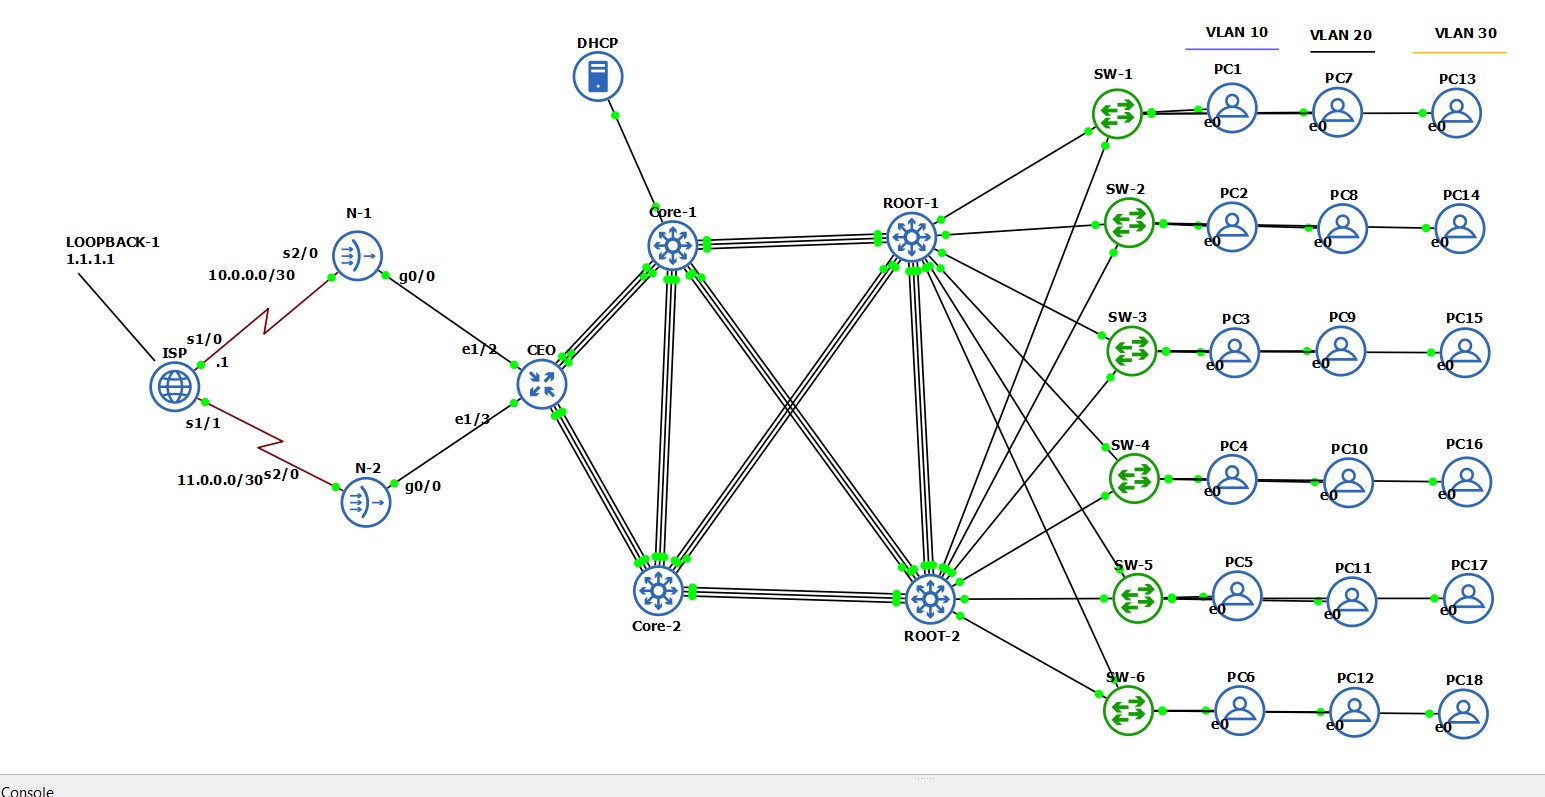 VLAN 10
VLAN 20
VLAN 30
DHCP
SW-1
PC1
PC7
PC13
e0
e0
e0
SW-2
PC2
PC8
PC14
e0
e0
e0
N-1
Core-1
ROOT-1
LOOPBACK-1
1.1.1.1
s2/0
10.0.0.0/30
g0/0
SW-3
PC3
PC9
PC15
e0
e0
e0
s1/0
ISP
.1
e1/2
CEO
s1/1
e1/3
SW-4
PC4
PC10
PC16
e0
e0
e0
N-2
11.0.0.0/30
s2/0
g0/0
SW-5
PC5
PC11
PC17
e0
e0
e0
Core-2
ROOT-2
SW-6
PC6
PC12
PC18
e0
e0
e0
Console